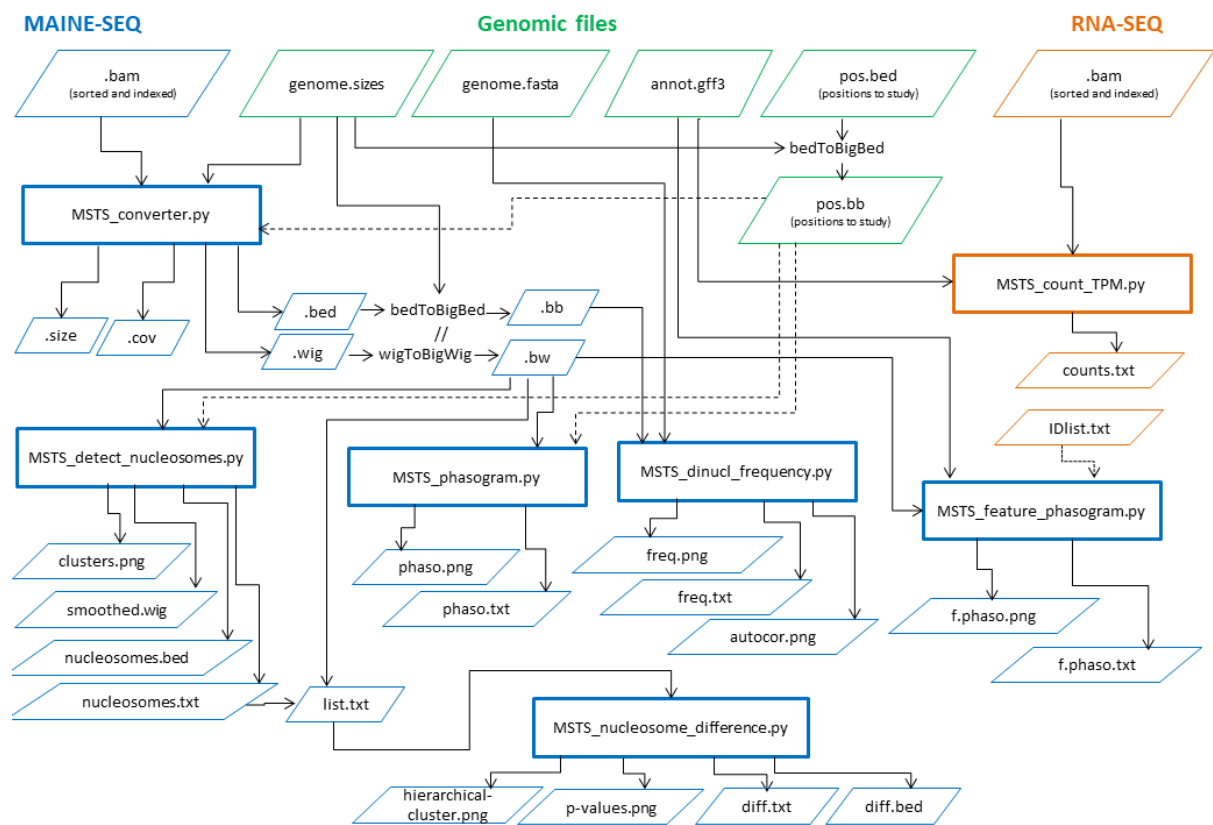 MAINE-SEQ
Genomic files
RNA-SEQ
.bam
(sorted and indexed)
genome.sizes
genome.fasta
annot.gff3
pos.bed
(positions to study)
.bam
(sorted and indexed)
bedToBigBed
MSTS_converter.py
pos.bb
(positions to study)
MSTS_count_TPM.py
.size
.cov
.bed
bedToBigBed
.bb
//
.wig
wigToBigWig
.bw
counts.txt
IDlist.txt
MSTS_detect_nucleosomes.py
MSTS_phasogram.py
MSTS_dinucl_frequency.py
MSTS_feature_phasogram.py
clusters.png
smoothed.wig
nucleosomes.bed
nucleosomes.txt
phaso.png
phaso.txt
freq.png
freq.txt
autocor.png
f.phaso.png
f.phaso.txt
list.txt
MSTS_nucleosome_difference.py
hierarchical-
cluster.png
p-values.png
diff.txt
diff.bed